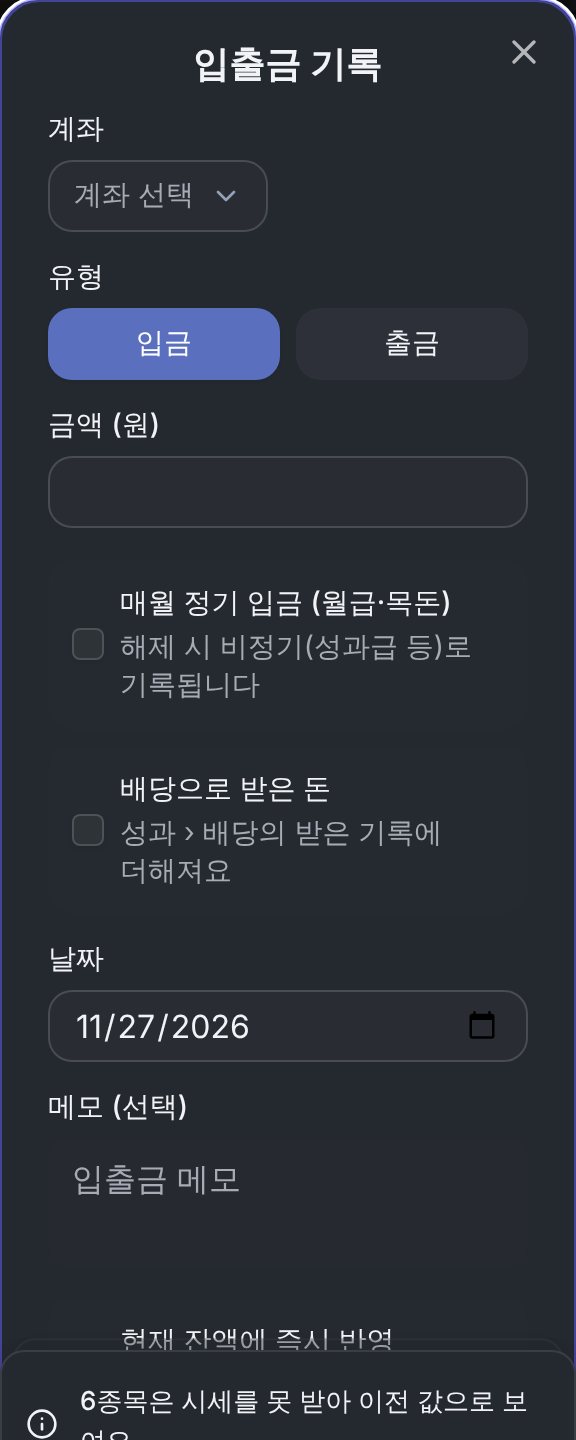 입출금 기록
계좌
계좌 선택
유형
입금
출금
금액 (원)
매월 정기 입금 (월급·목돈)
해제 시 비정기(성과급 등)로
기록됩니다
배당으로 받은 돈
성과 › 배당의 받은 기록에
더해져요
날짜
11/27/2026
메모 (선택)
입출금 메모
현재 잔액에 즉시 반영
6종목은 시세를 못 받아 이전 값으로 보
여요